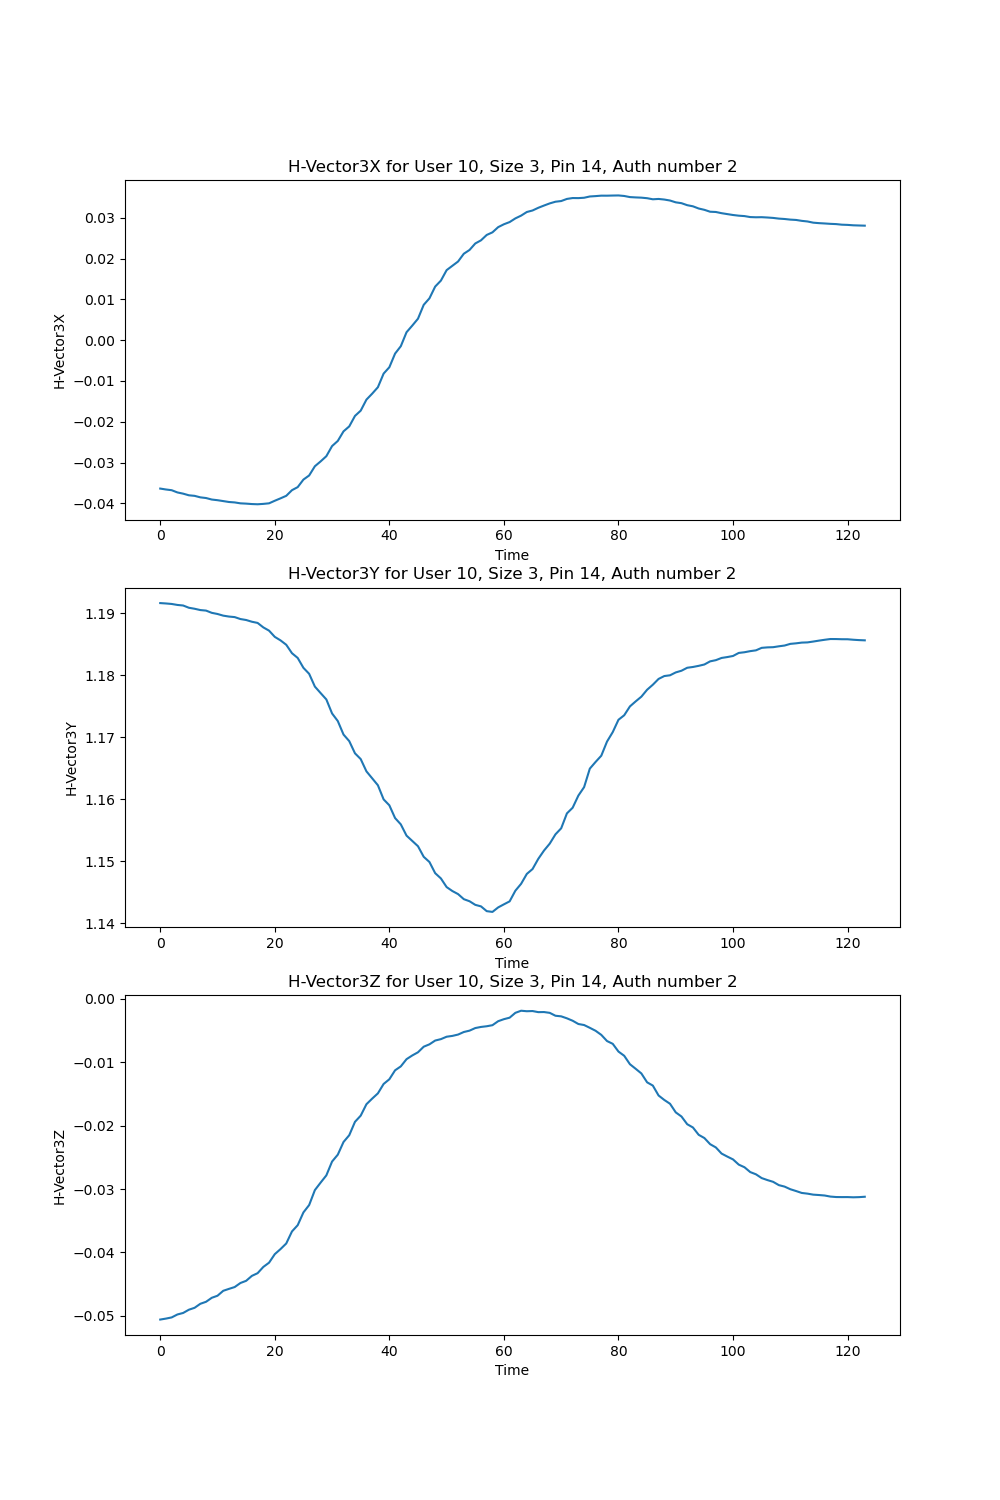 H-Vector3X for User 10, Size 3, Pin 14, Auth number 2
0.03
0.02
0.01
0.00
−0.01
−0.02
−0.03
−0.04
H-Vector3X
0 20 40 60 80 100 120
Time
H-Vector3Y for User 10, Size 3, Pin 14, Auth number 2
1.19
1.18
1.17
1.16
1.15
1.14
H-Vector3Y
0 20 40 60 80 100 120
Time
H-Vector3Z for User 10, Size 3, Pin 14, Auth number 2
0.00
−0.01
−0.02
−0.03
−0.04
−0.05
H-Vector3Z
0 20 40 60 80 100 120
Time